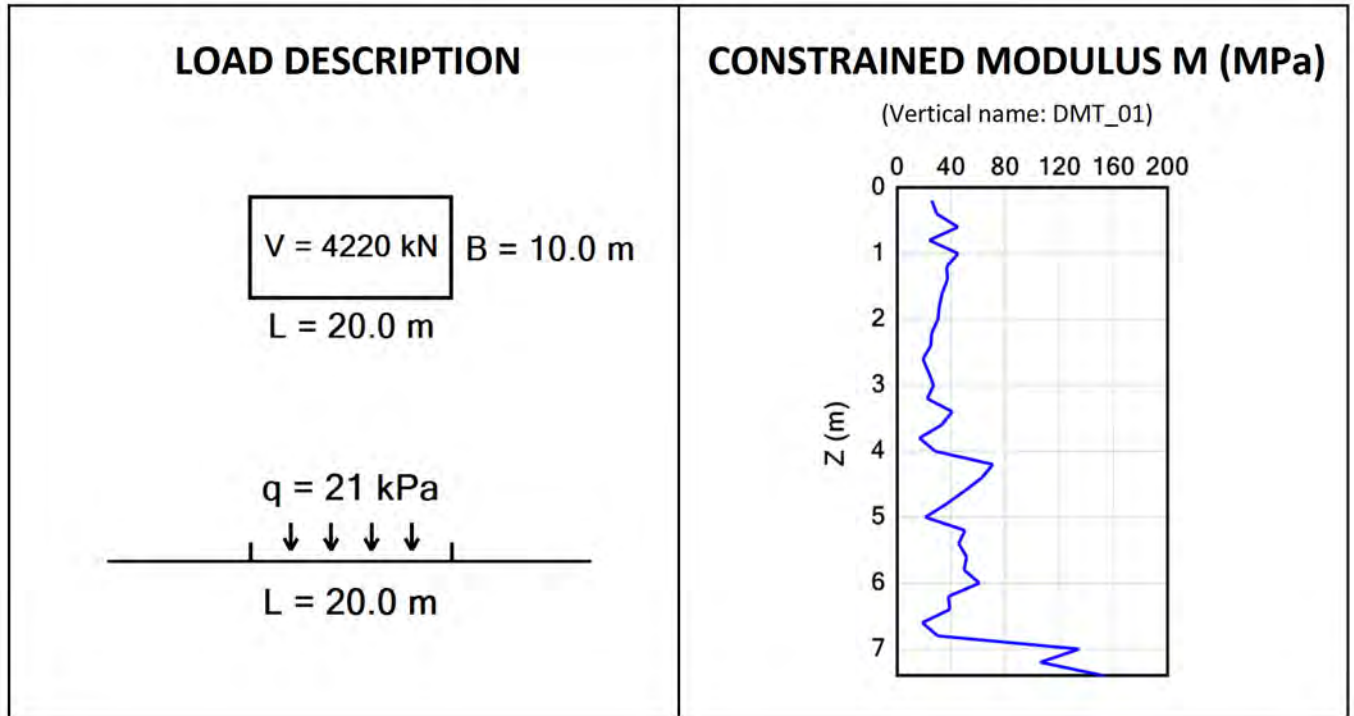 LOAD DESCRIPTION
V = 4220 kN
B = 10.0 m
L = 20.0 m
q = 21 kPa
L = 20.0 m
CONSTRAINED MODULUS M (MPa)
(Vertical name: DMT_01)
0 40 80 120 160 200
Z (m)
0
1
2
3
4
5
6
7